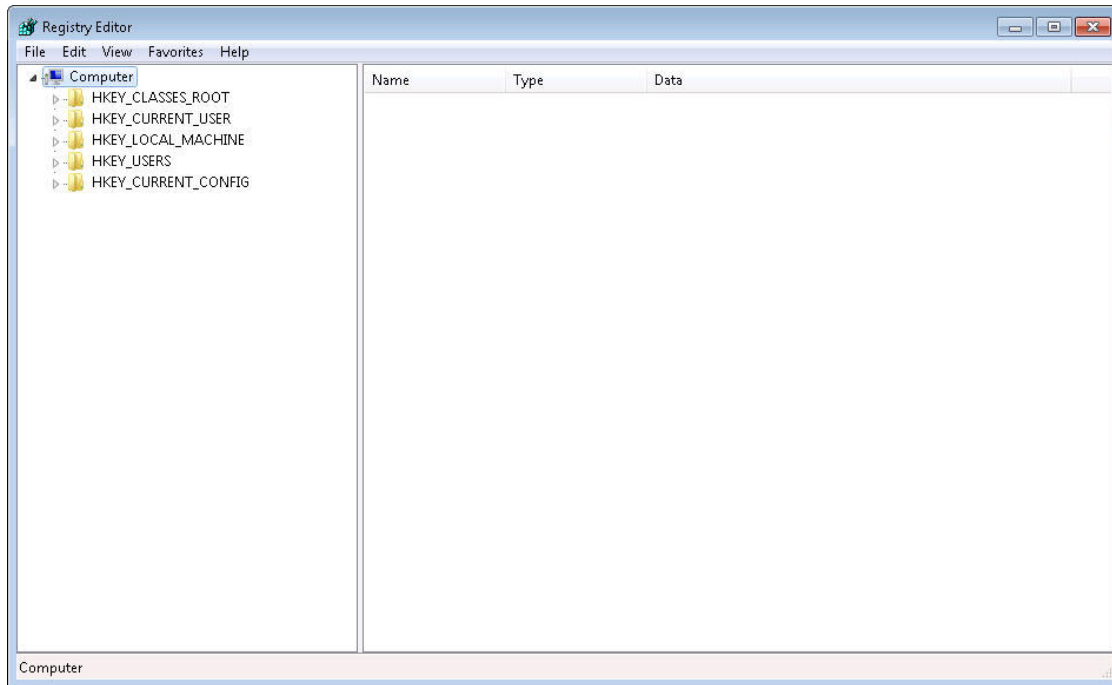 Registry Editor
File Edit View Favorites Help
Computer
HKEY_CLASSES_ROOT
HKEY_CURRENT_USER
HKEY_LOCAL_MACHINE
HKEY_USERS
HKEY_CURRENT_CONFIG
Name Type Data
Computer